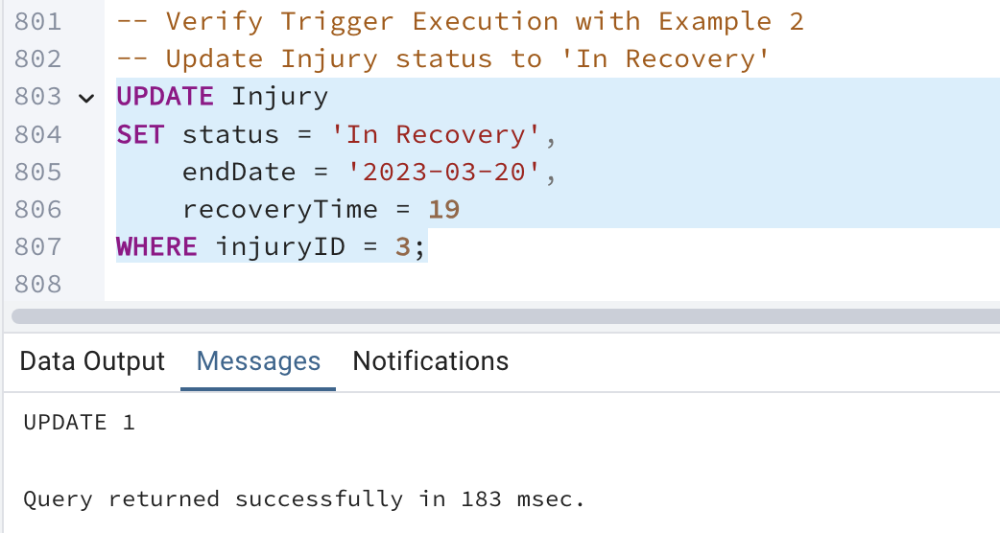 801 -- Verify Trigger Execution with Example 2
802 -- Update Injury status to 'In Recovery'
803 UPDATE Injury
804 SET status = 'In Recovery',
805 endDate = '2023-03-20',
806 recoveryTime = 19
807 WHERE injuryID = 3;
808
Data Output Messages Notifications
UPDATE 1
Query returned successfully in 183 msec.